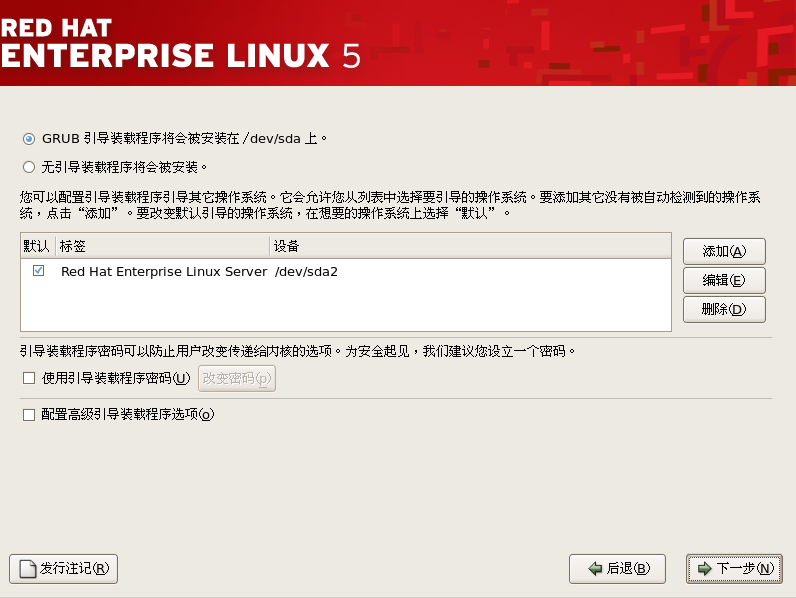 RED HAT
ENTERPRISE LINUX 5
GRUB 引导装载程序将会被安装在 /dev/sda 上。
无引导装载程序将会被安装。
您可以配置引导装载程序引导其它操作系统。它会允许您从列表中选择要引导的操作系统。要添加其它没有被自动检测到的操作系
统，点击“添加”。要改变默认引导的操作系统，在想要的操作系统上选择“默认”。
默认 标签 设备
Red Hat Enterprise Linux Server /dev/sda2
添加(A)
编辑(E)
删除(D)
引导装载程序密码可以防止用户改变传递给内核的选项。为安全起见，我们建议您设立一个密码。
使用引导装载程序密码(U) 改变密码(p)
配置高级引导装载程序选项(o)
发行注记(R) 后退(B) 下一步(N)